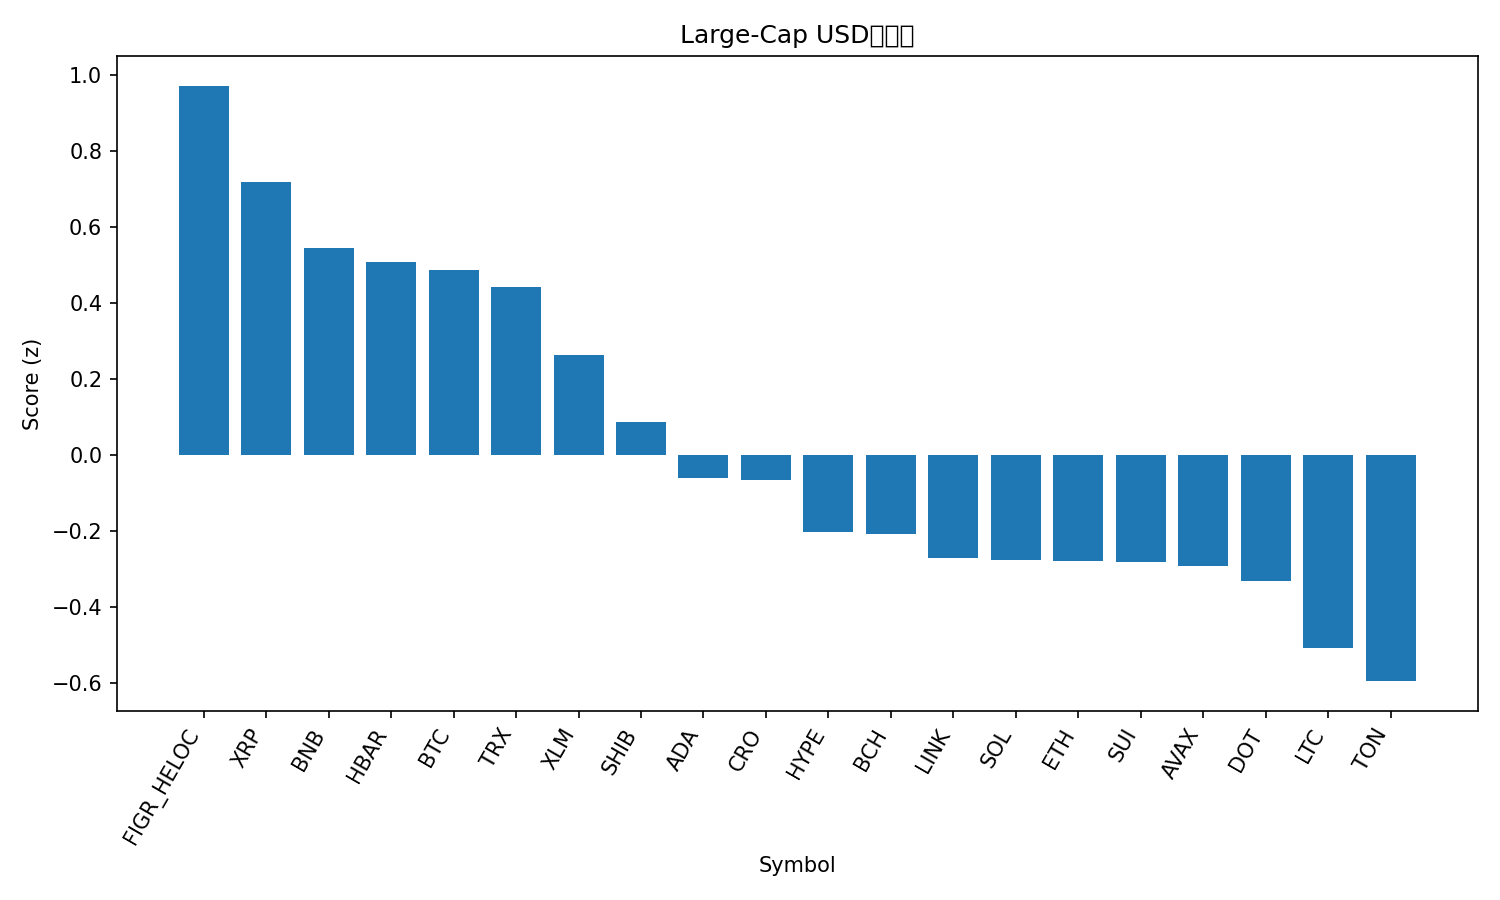 Large-Cap USD
1.0
0.8
0.6
0.4
0.2
0.0
−0.2
−0.4
−0.6
Score (z)
FIGR_HELOC
XRP
BNB
HBAR
BTC
TRX
XLM
SHIB
ADA
CRO
HYPE
BCH
LINK
SOL
ETH
SUI
AVAX
DOT
LTC
TON
Symbol